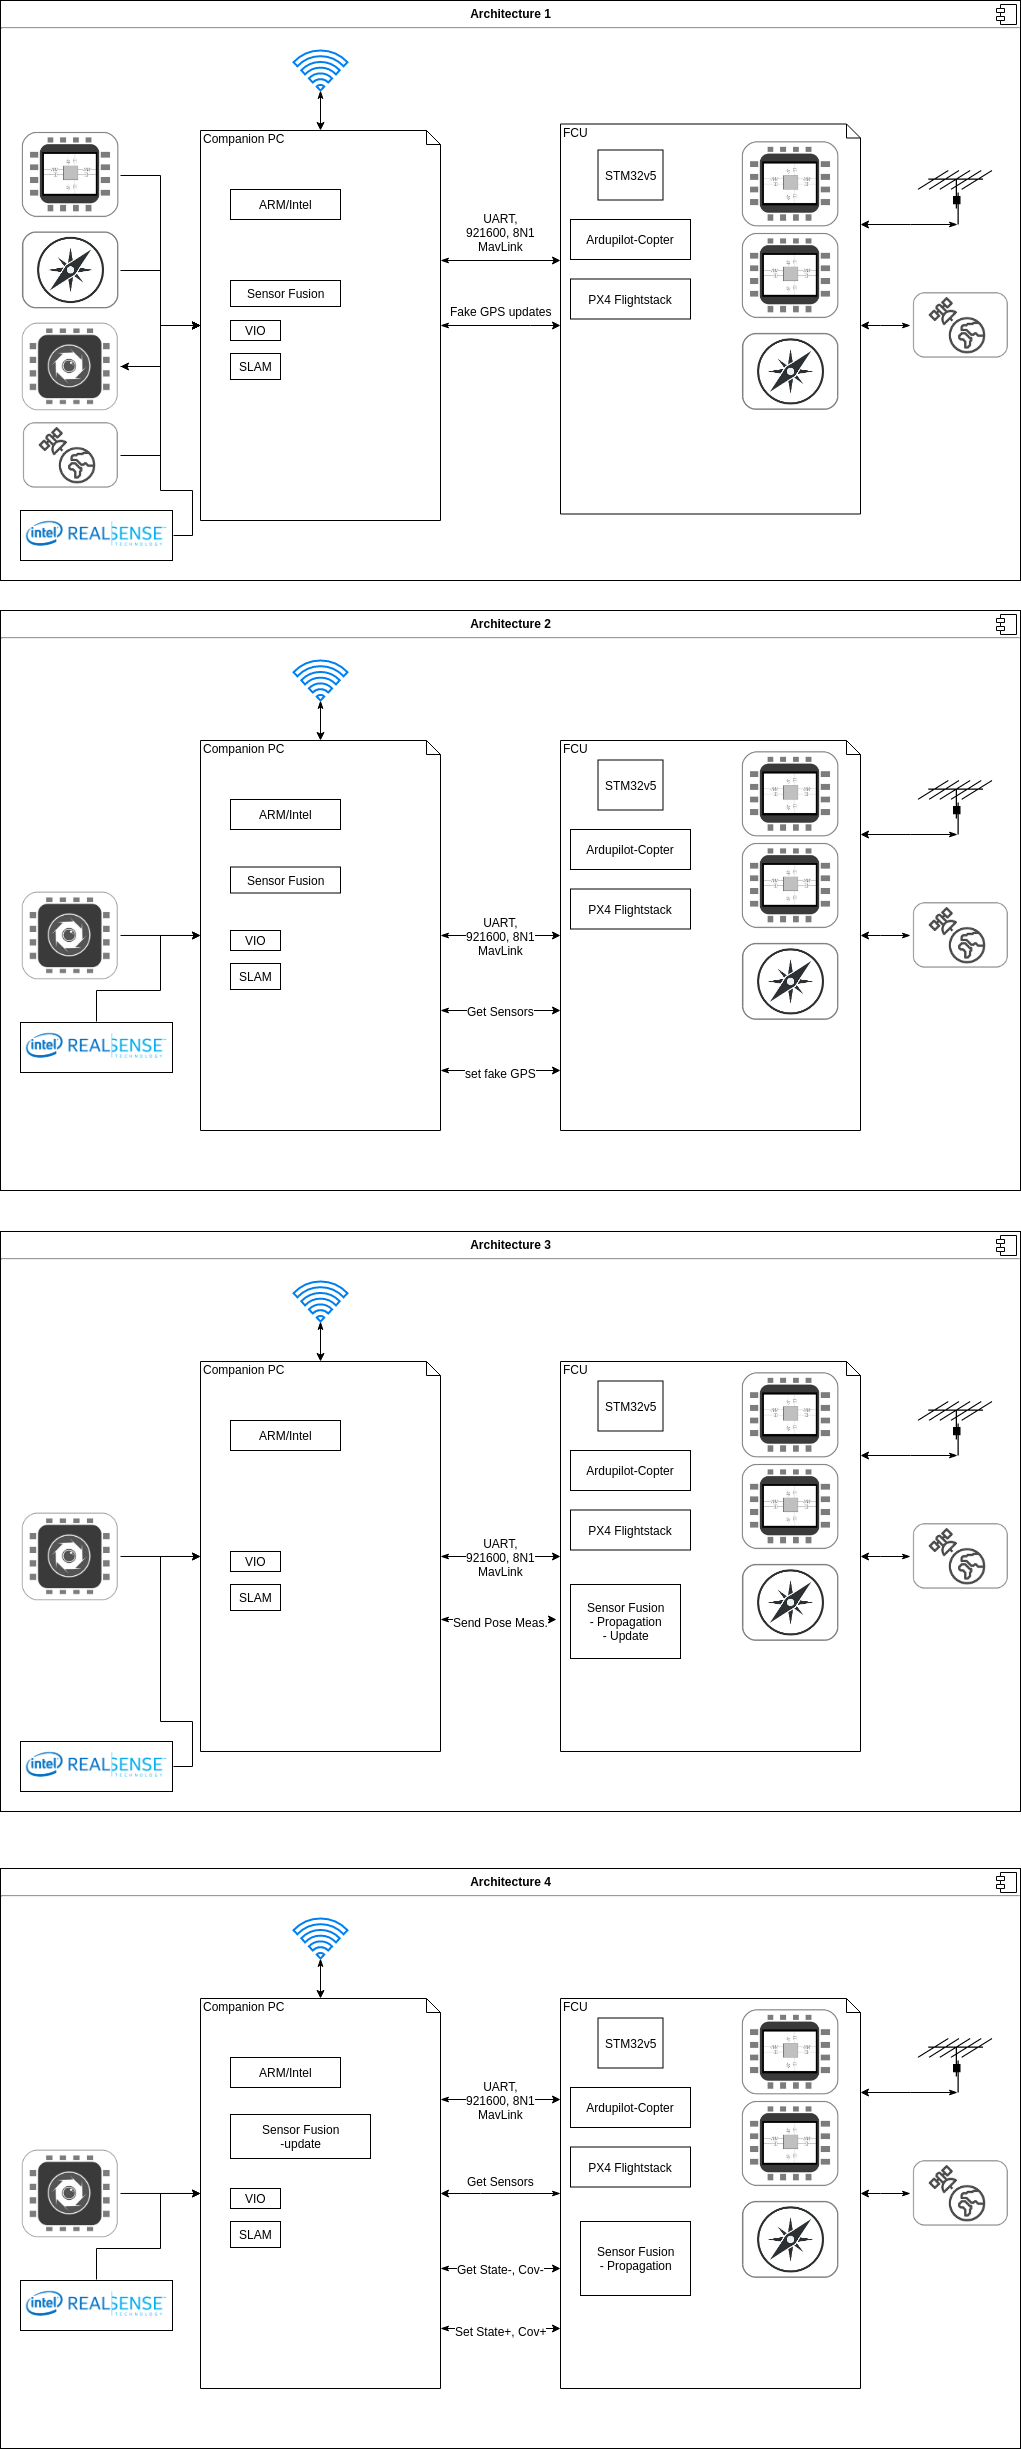 Architecture 1
Companion PC
FCU
STM32v5
ARM/Intel
UART,
921600, 8N1
MavLink
Ardupilot-Copter
Sensor Fusion
PX4 Flightstack
Fake GPS updates
VIO
SLAM
intel REALSENSE
TECHNOLOGY
Architecture 2
Companion PC
FCU
STM32v5
ARM/Intel
Ardupilot-Copter
Sensor Fusion
PX4 Flightstack
UART,
921600, 8N1
MavLink
VIO
SLAM
Get Sensors
intel REALSENSE
TECHNOLOGY
set fake GPS
Architecture 3
Companion PC
FCU
STM32v5
ARM/Intel
Ardupilot-Copter
PX4 Flightstack
UART,
921600, 8N1
MavLink
VIO
SLAM
Send Pose Meas.
Sensor Fusion
- Propagation
- Update
intel REALSENSE
TECHNOLOGY
Architecture 4
Companion PC
FCU
STM32v5
ARM/Intel
UART,
921600, 8N1
MavLink
Ardupilot-Copter
Sensor Fusion
-update
PX4 Flightstack
Get Sensors
VIO
SLAM
Sensor Fusion
- Propagation
Get State-, Cov-
intel REALSENSE
TECHNOLOGY
Set State+, Cov+